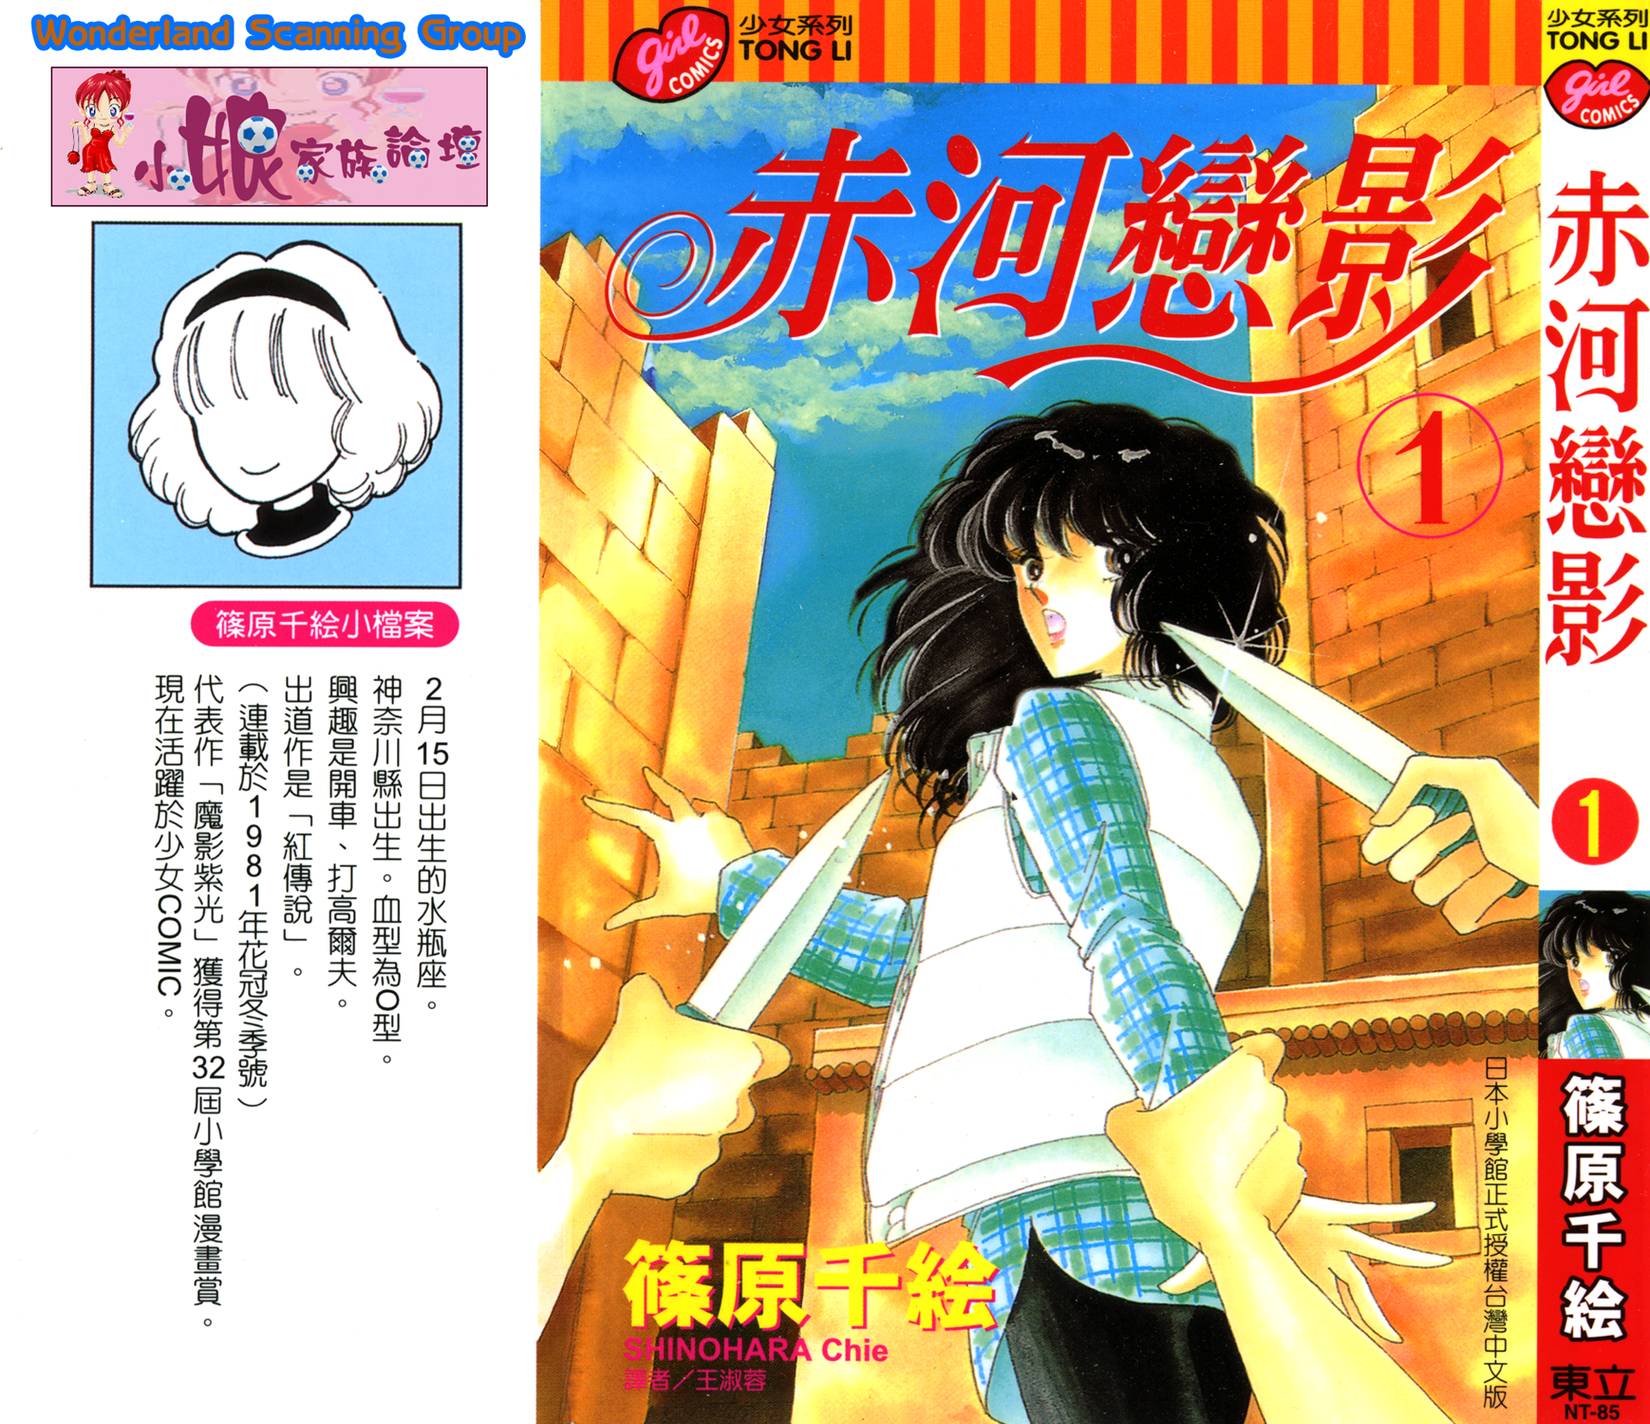 Wonderland Scanning Group
小娘家族論壇
篠原千絵小檔案
2月15日出生的水瓶座。
神奈川縣出生。血型為O型。
興趣是開車、打高爾夫。
出道作是「紅傳說」。
（連載於1981年花冠冬季號）
代表作「魔影紫光」獲得第32屆小學館漫畫賞。
現在活躍於少女COMIC。
girl
COMICS
少女系列
TONG LI
赤河戀影
1
日本小學館正式授權台灣中文版
篠原千絵
SHINOHARA Chie
譯者／王淑蓉
少女系列
TONG LI
girl
COMICS
赤河戀影
1
篠原千絵
東立
NT-85